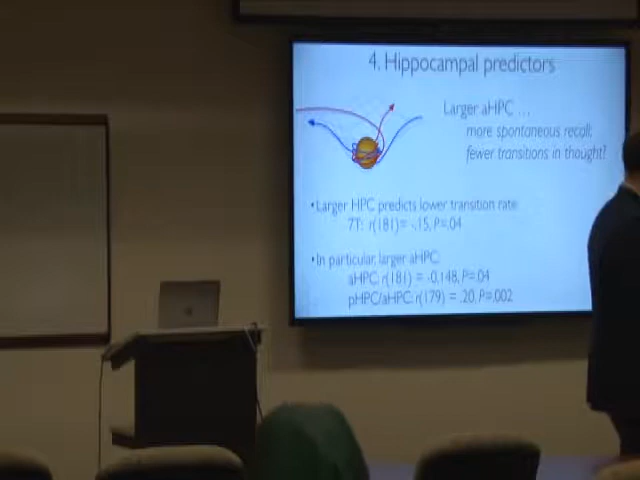 4. Hippocampal predictors
Larger aHPC ...
more spontaneous recall;
fewer transitions in thought?
•Larger HPC predicts lower transition rate
7T: r(181)= -.15, P=.04
•In particular, larger aHPC:
aHPC: r(181) = -0.148, P=.04
pHPC/aHPC: r(179) = .20, P=.002